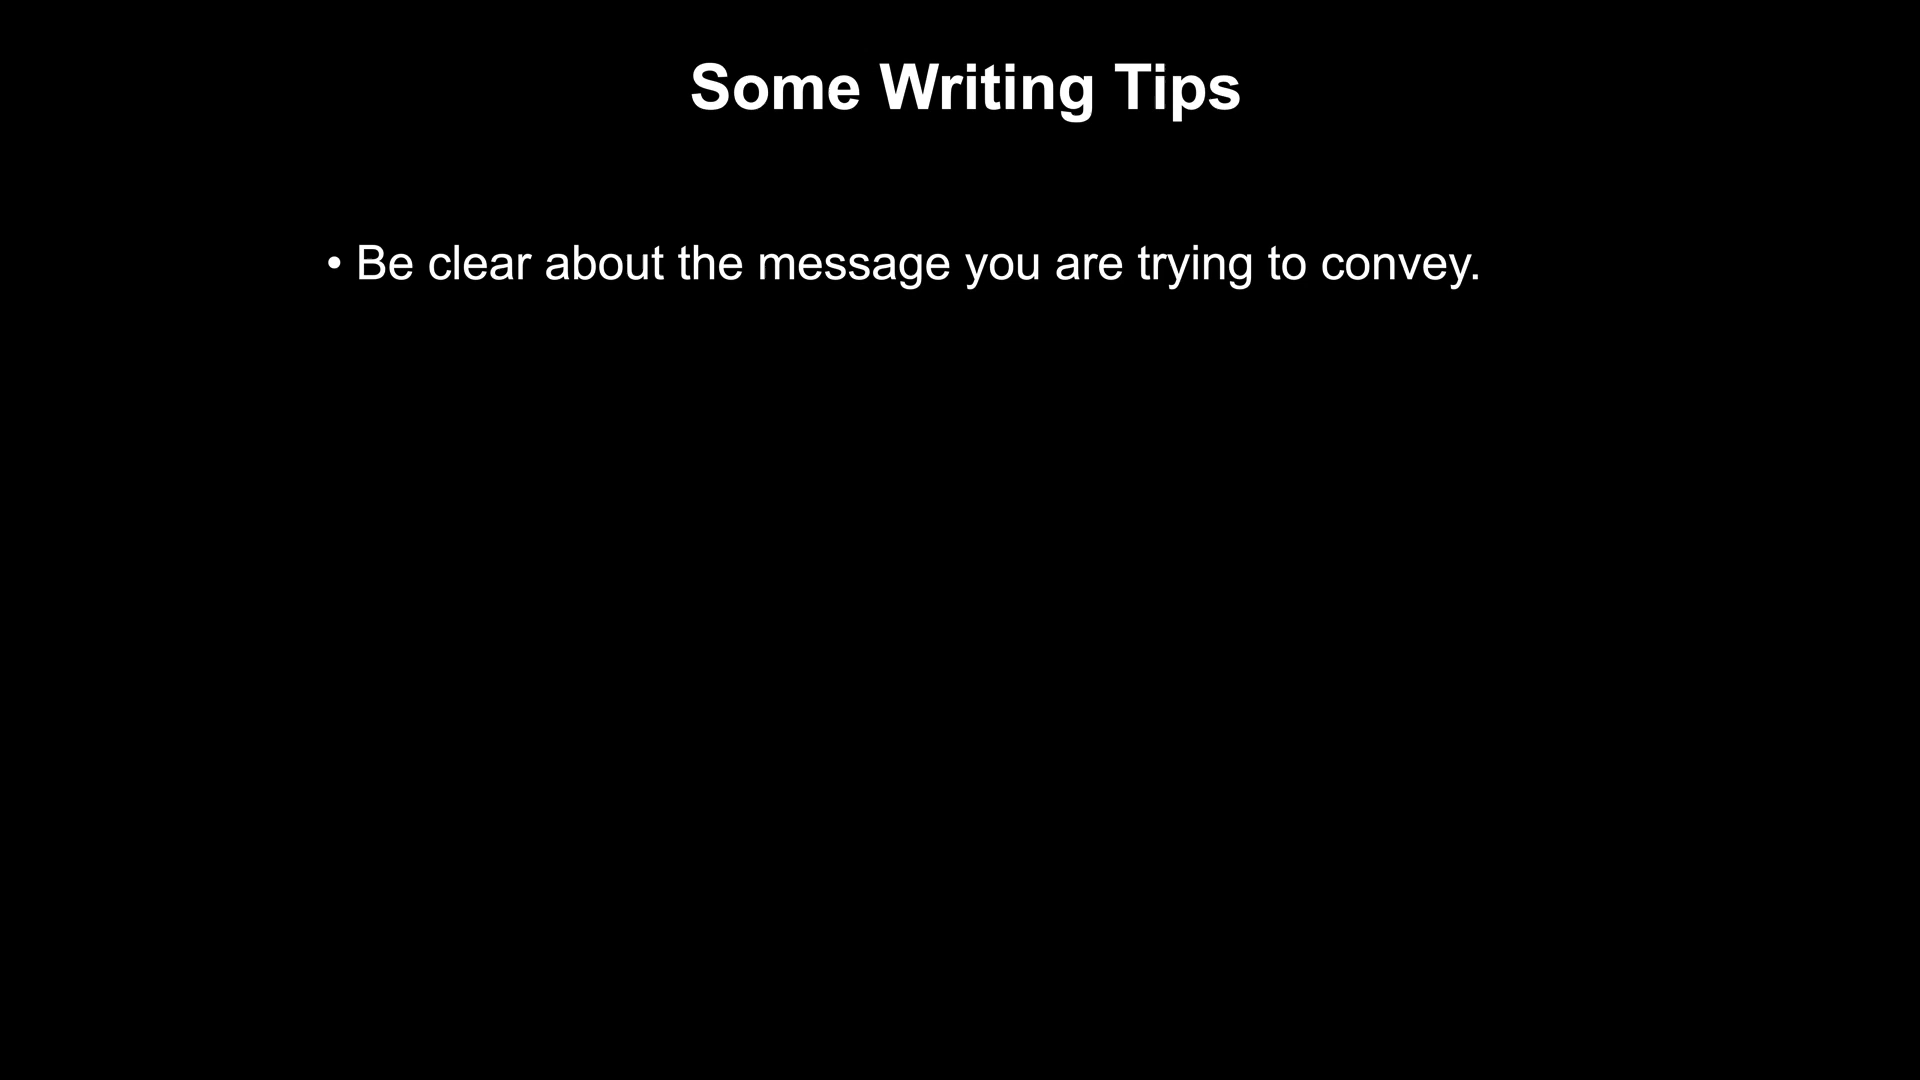 Some Writing Tips
• Be clear about the message you are trying to convey.